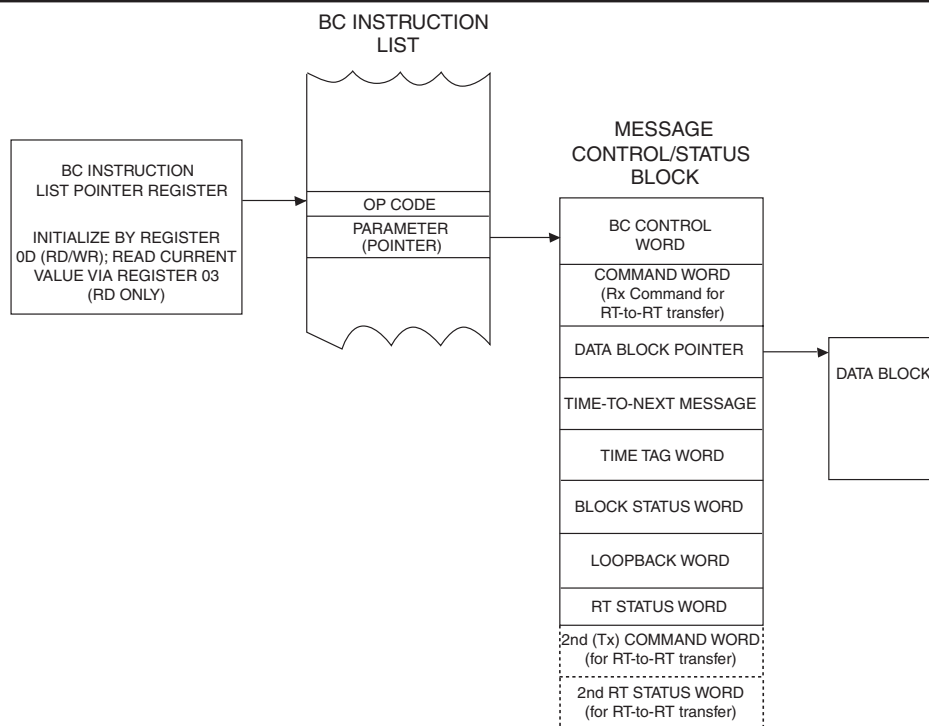 BC INSTRUCTION
LIST
BC INSTRUCTION
LIST POINTER REGISTER
INITIALIZE BY REGISTER
0D (RD/WR); READ CURRENT
VALUE VIA REGISTER 03
(RD ONLY)
OP CODE
PARAMETER
(POINTER)
MESSAGE
CONTROL/STATUS
BLOCK
BC CONTROL
WORD
COMMAND WORD
(Rx Command for
RT-to-RT transfer)
DATA BLOCK POINTER
TIME-TO-NEXT MESSAGE
TIME TAG WORD
BLOCK STATUS WORD
LOOPBACK WORD
RT STATUS WORD
2nd (Tx) COMMAND WORD
(for RT-to-RT transfer)
2nd RT STATUS WORD
(for RT-to-RT transfer)
DATA BLOCK